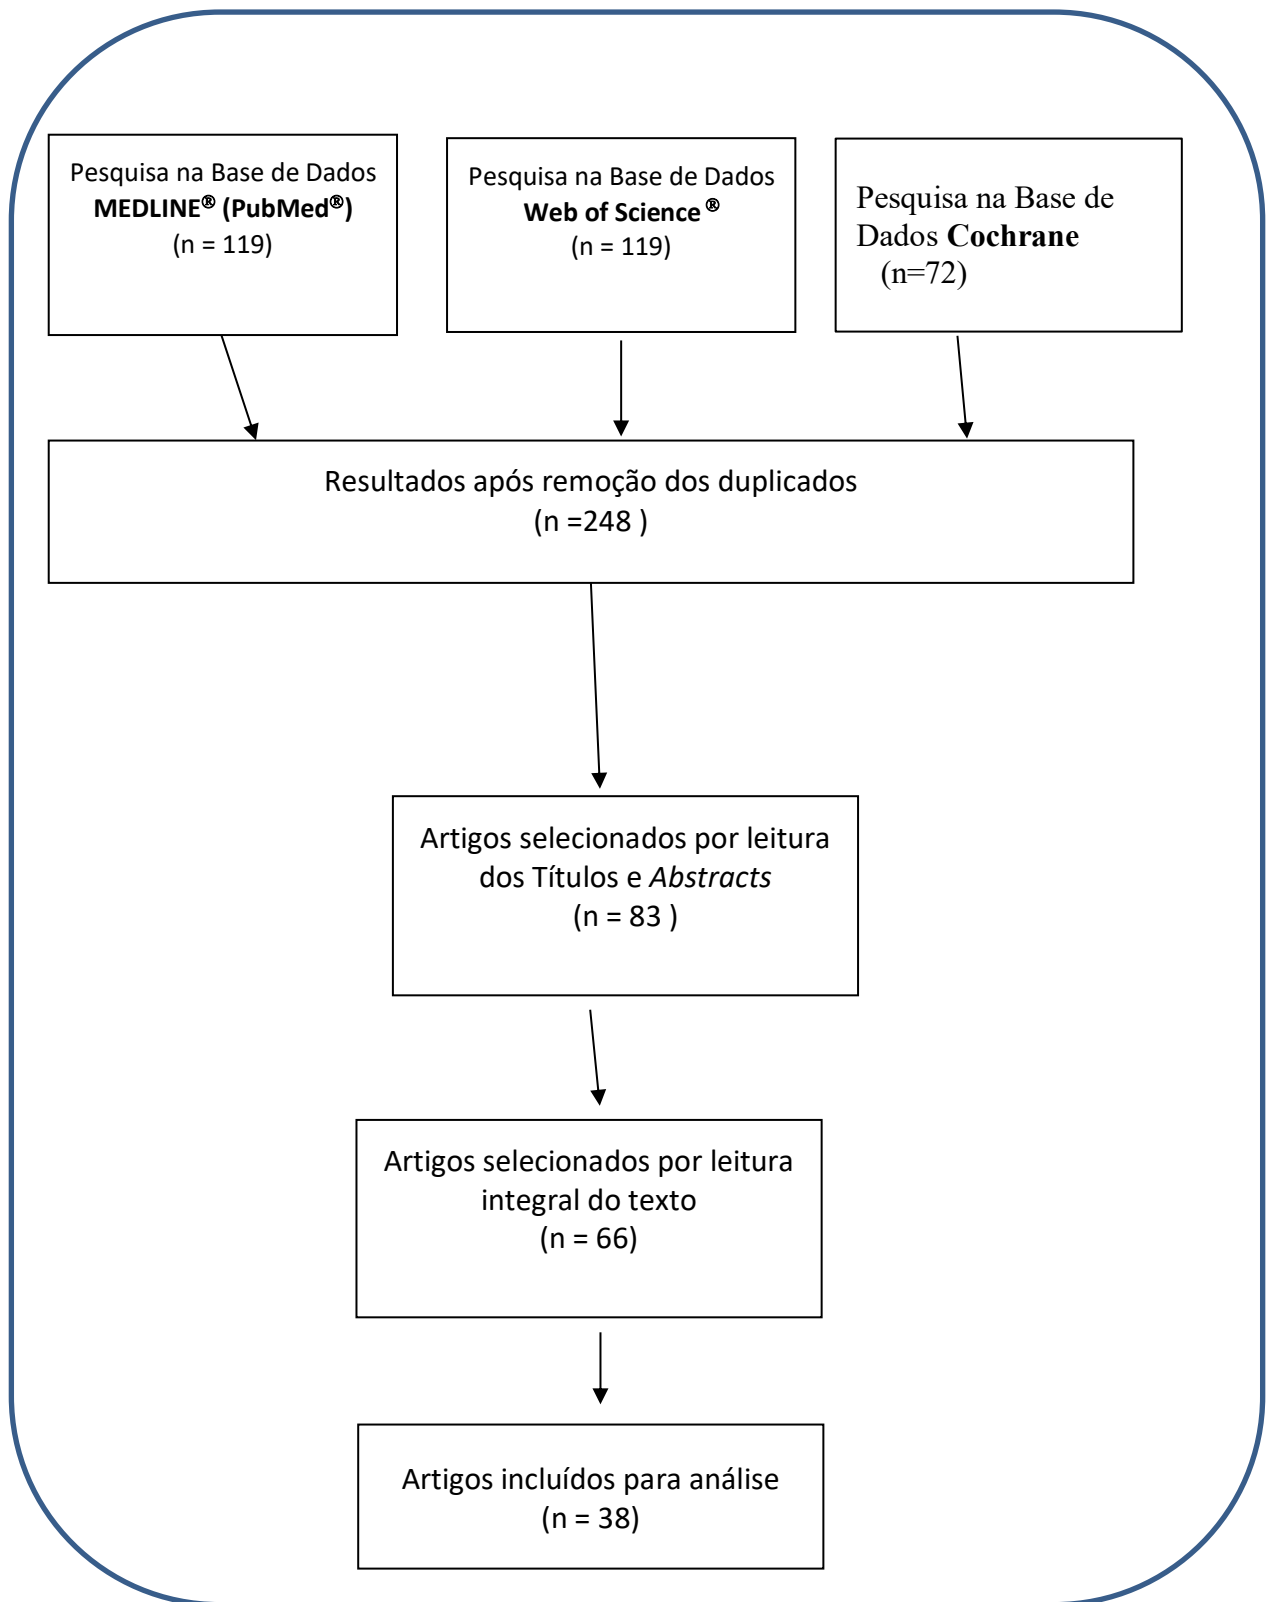 Pesquisa na Base de Dados
MEDLINE® (PubMed®)
(n = 119)
Pesquisa na Base de Dados
Web of Science ®
(n = 119)
Pesquisa na Base de
Dados Cochrane
(n=72)
Resultados após remoção dos duplicados
(n =248 )
Artigos selecionados por leitura
dos Títulos e Abstracts
(n = 83 )
Artigos selecionados por leitura
integral do texto
(n = 66)
Artigos incluídos para análise
(n = 38)